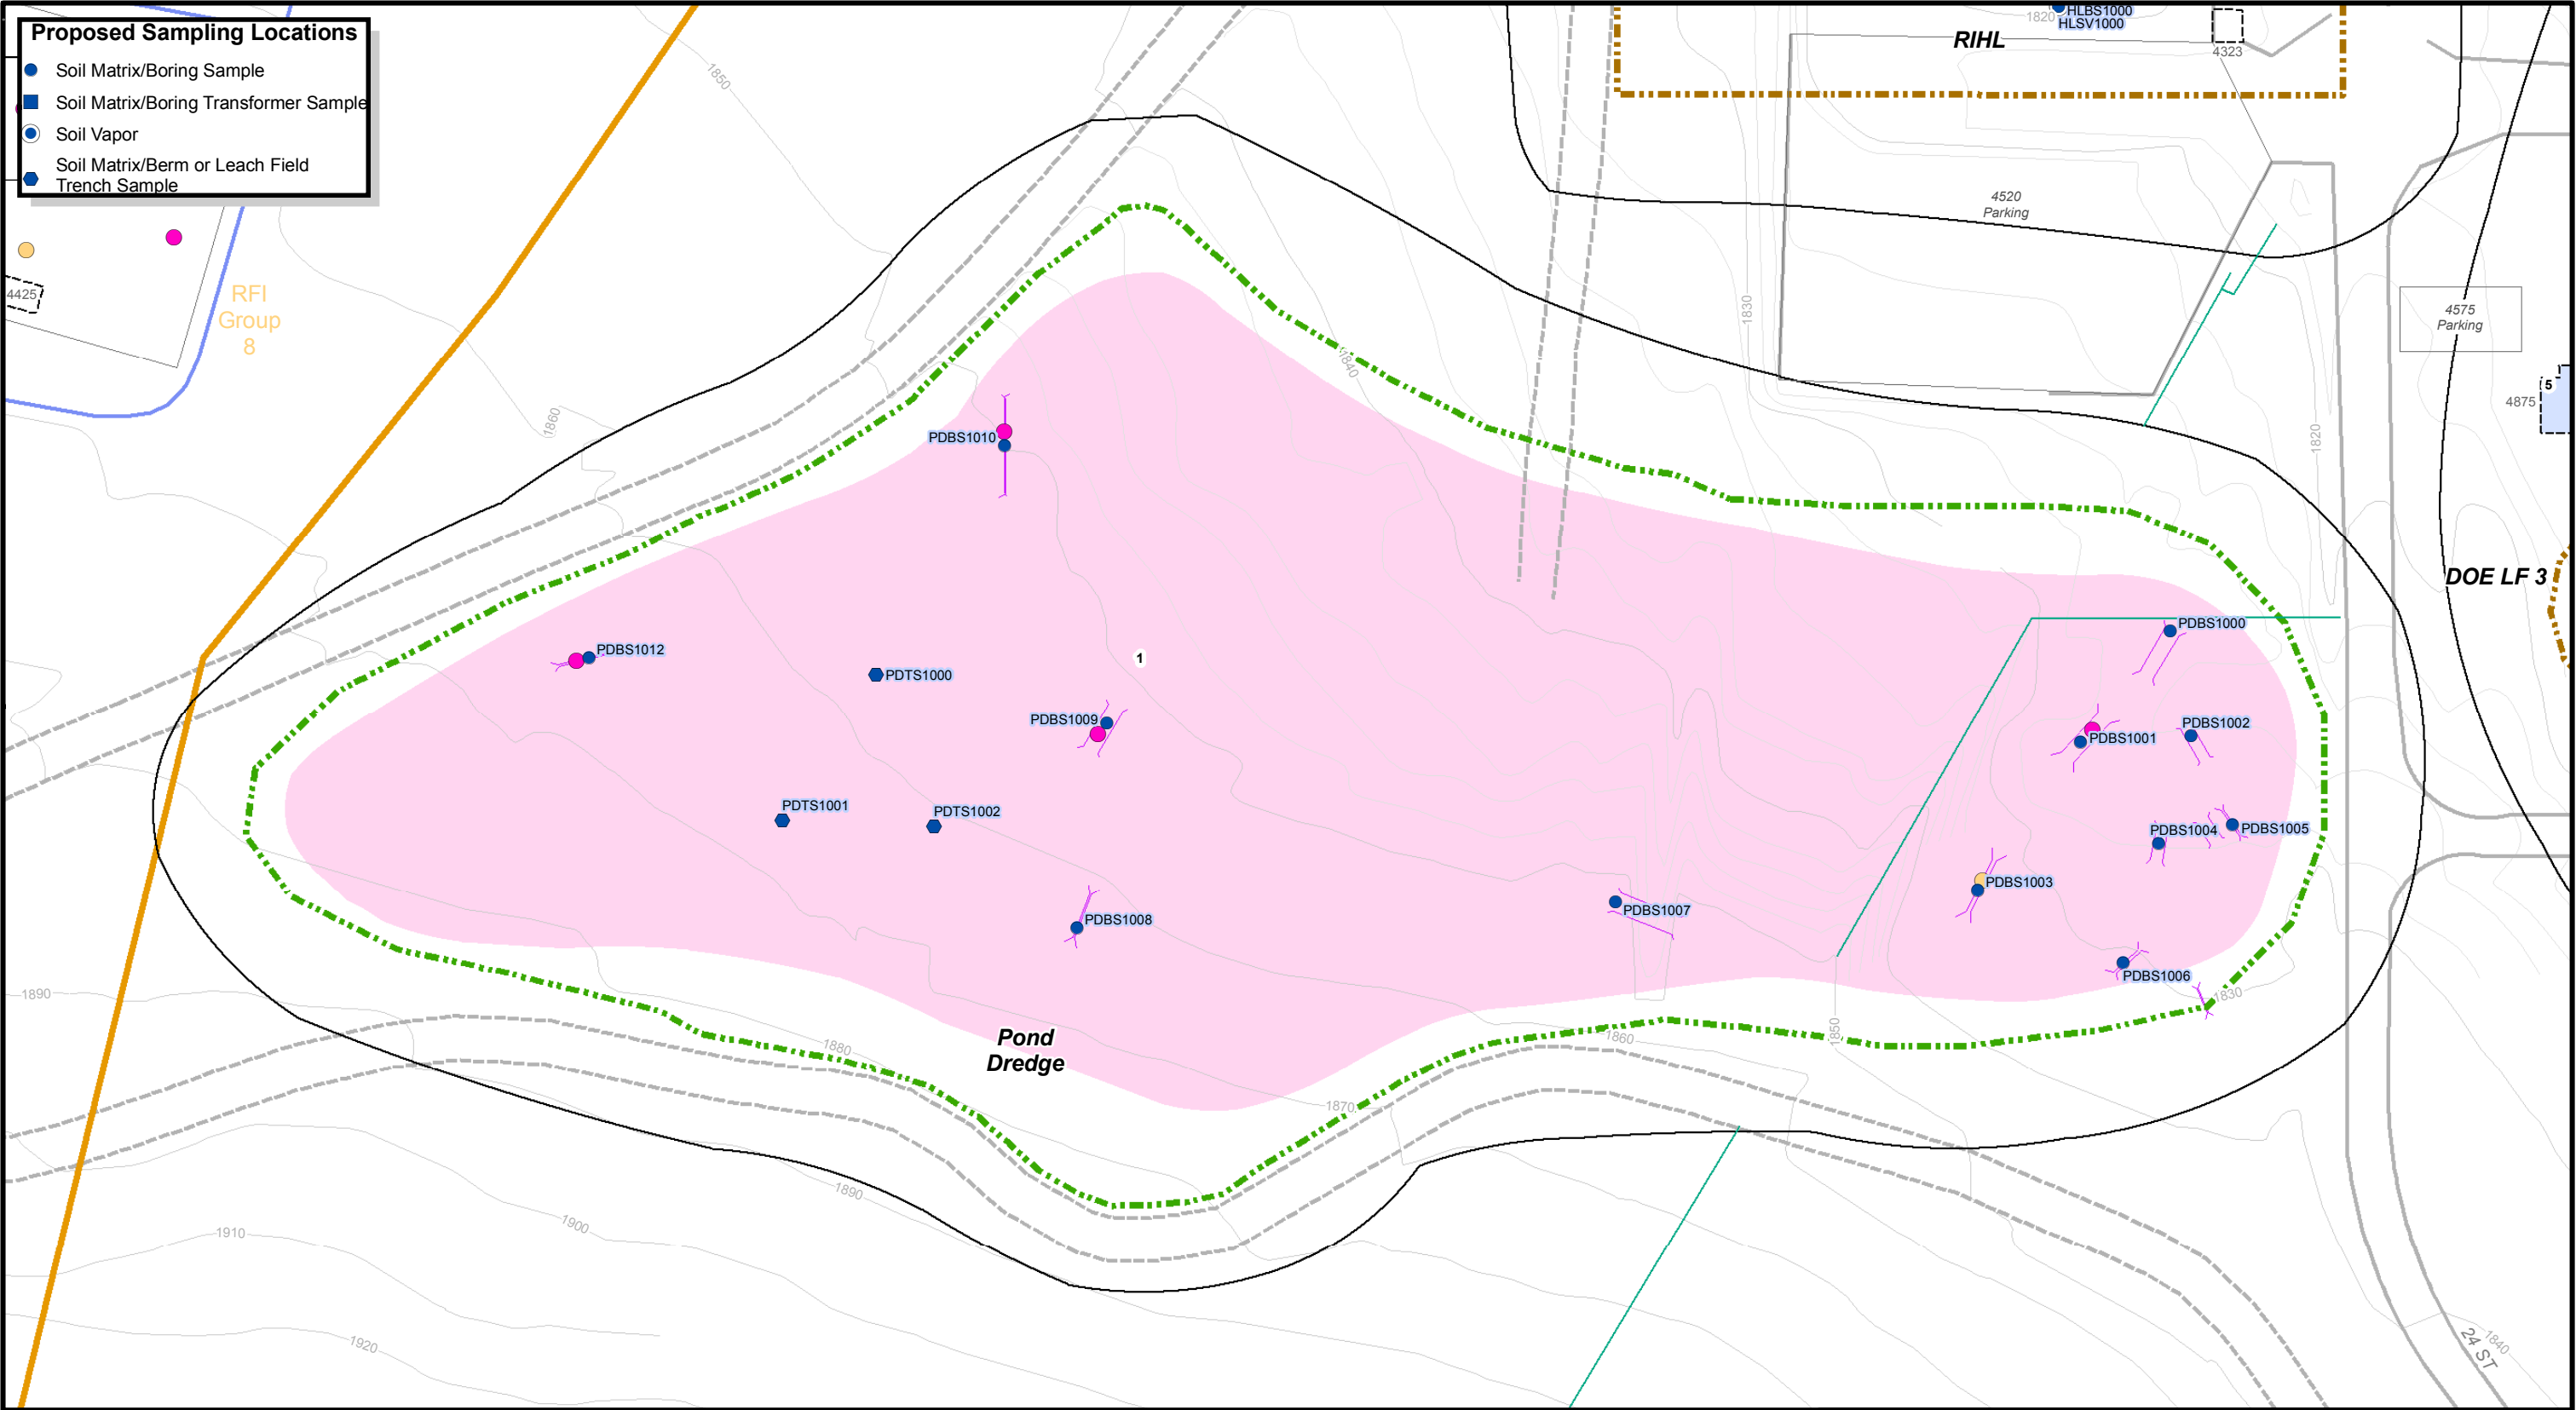 Proposed Sampling Locations
Soil Matrix/Boring Sample
Soil Matrix/Boring Transformer Sample
Soil Vapor
Soil Matrix/Berm or Leach Field
Trench Sample
HLBS1000
HLSV1000
1820
RIHL
4323
1850
4520
Parking
4425
RFI
Group
8
1830
4575
Parking
1840
5
4875
1860
PDBS1010
1820
DOE LF 3
PDBS1000
PDBS1012
1
PDTS1000
PDBS1009
PDBS1002
PDBS1001
PDTS1001
PDTS1002
PDBS1004
PDBS1005
PDBS1003
PDBS1007
PDBS1008
PDBS1006
1890
1830
Pond
Dredge
1850
1860
1880
1870
1890
1900
1910
1920
24 ST
1840